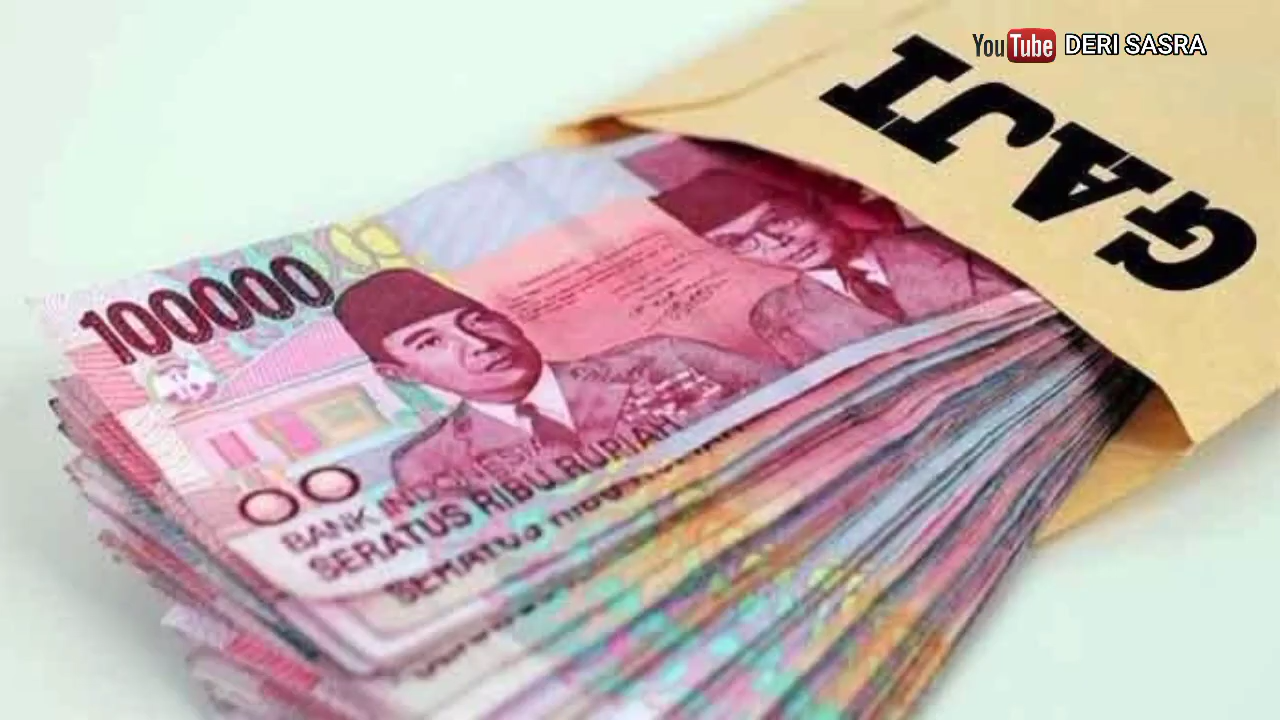 YouTube DERI SASRA
GAJI
100000
BANK INDONESIA
SERATUS RIBU RUPIAH
SERATUS